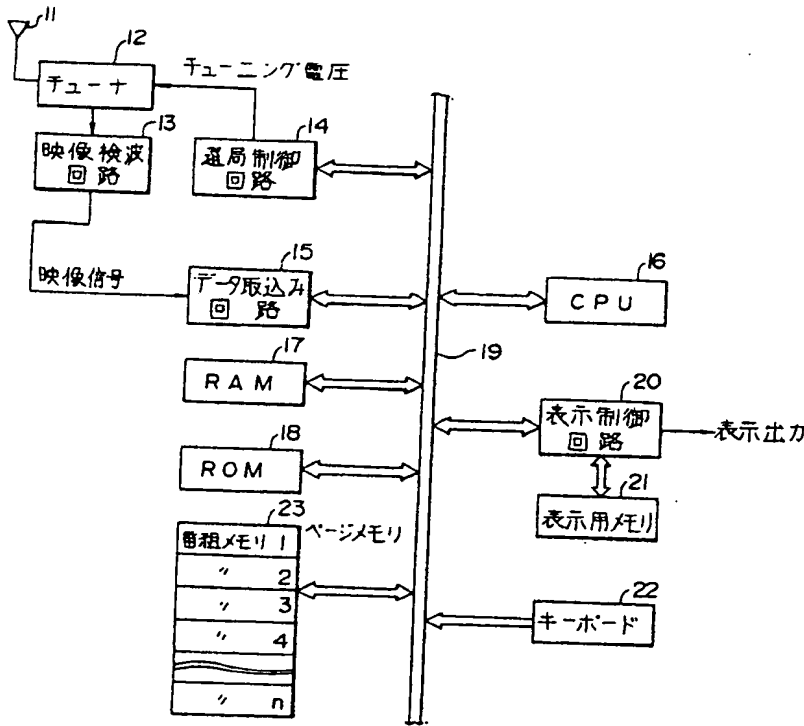 11
12
チューナ
チューニング電圧
13
映像検波
回路
14
選局制御
回路
映像信号
15
データ取込み
回路
16
CPU
17
RAM
19
18
ROM
20
表示制御
回路
表示出力
21
表示用メモリ
23
ページメモリ
番組メモリ 1
〃 2
〃 3
〃 4
〃 n
22
キーボード